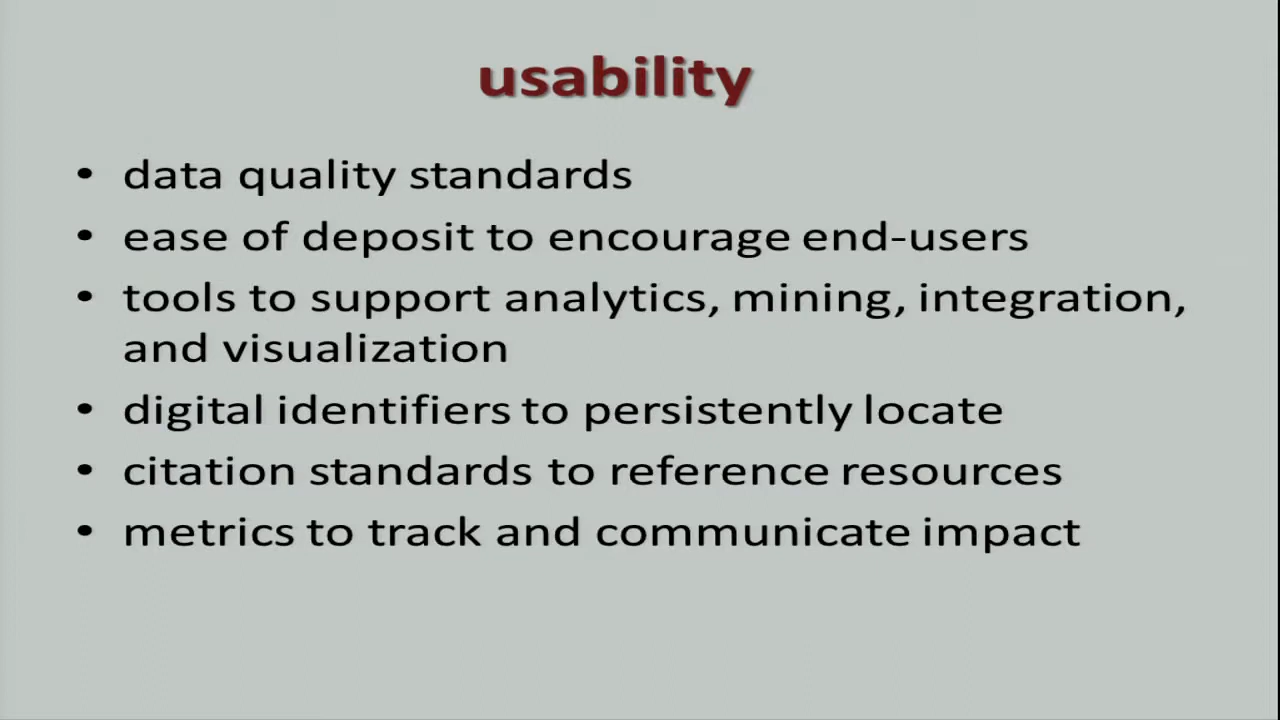 usability
• data quality standards
• ease of deposit to encourage end-users
• tools to support analytics, mining, integration,
and visualization
• digital identifiers to persistently locate
• citation standards to reference resources
• metrics to track and communicate impact